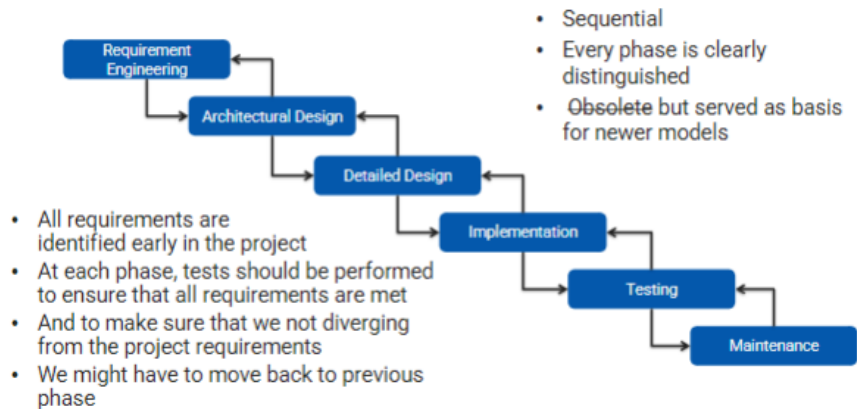 Requirement
Engineering
Architectural Design
Detailed Design
Implementation
Testing
Maintenance
• Sequential
• Every phase is clearly
distinguished
• Obsolete but served as basis
for newer models
• All requirements are
identified early in the project
• At each phase, tests should be performed
to ensure that all requirements are met
• And to make sure that we not diverging
from the project requirements
• We might have to move back to previous
phase